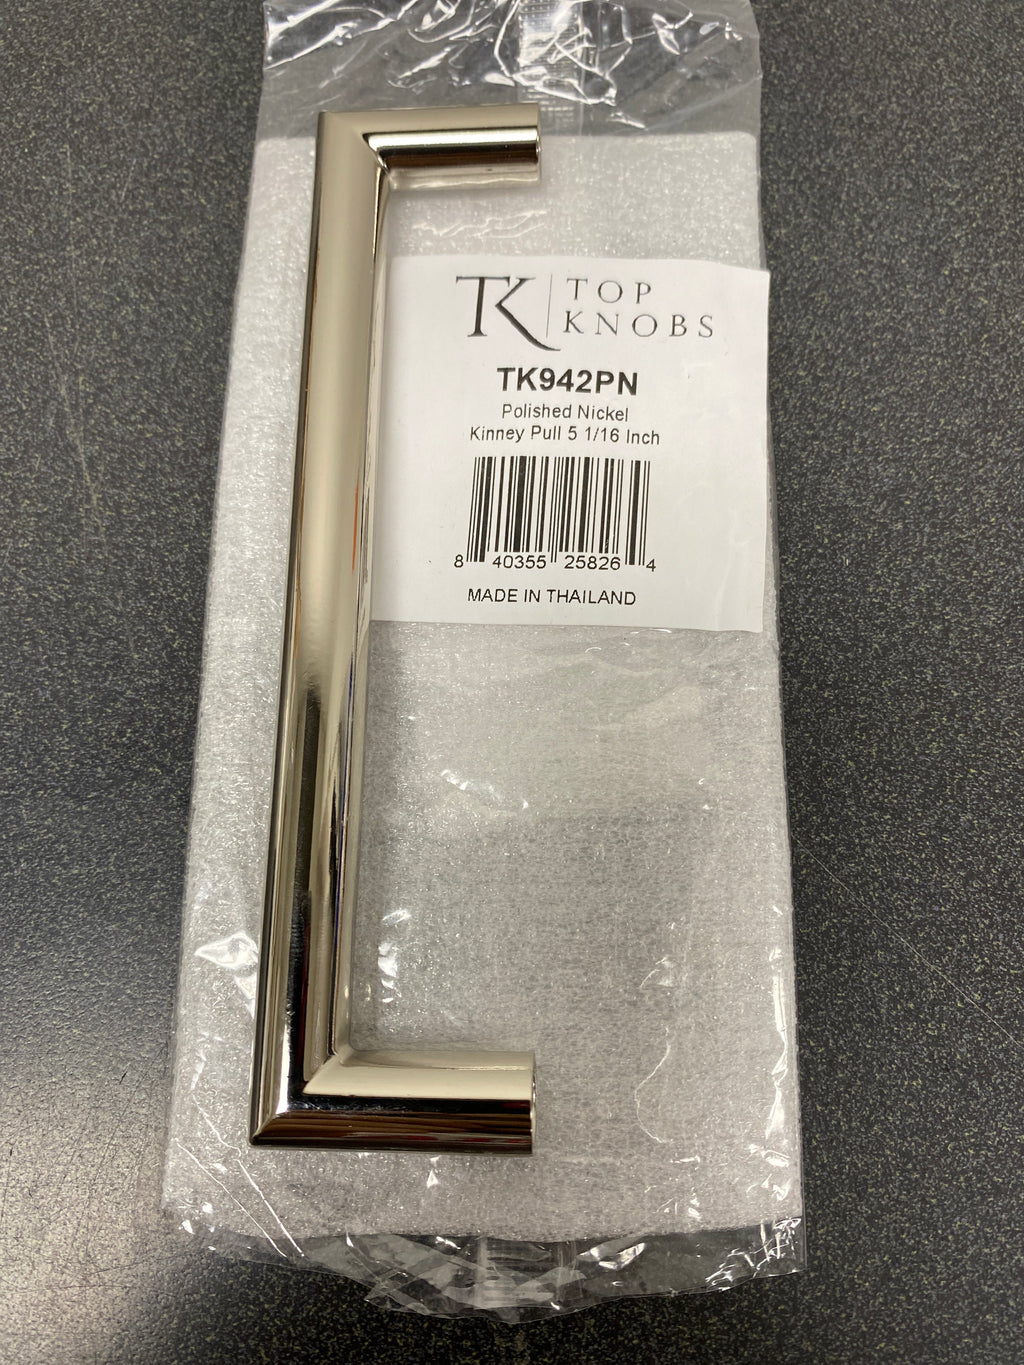 TK TOP
KNOBS
TK942PN
Polished Nickel
Kinney Pull 5 1/16 Inch
8 40355 25826 4
MADE IN THAILAND